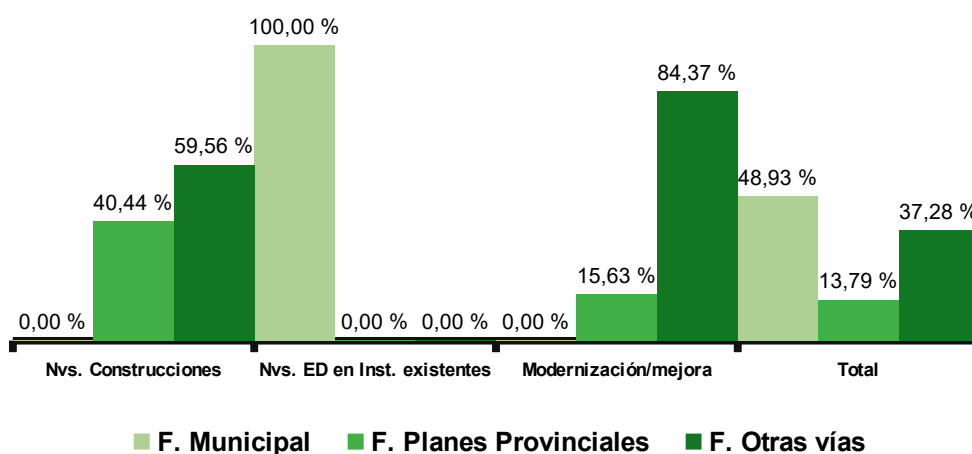 100,00 %
84,37 %
59,56 %
48,93 %
40,44 %
37,28 %
15,63 %
13,79 %
0,00 %
0,00 %
0,00 %
0,00 %
Nvs. Construcciones
Nvs. ED en Inst. existentes
Modernización/mejora
Total
F. Municipal
F. Planes Provinciales
F. Otras vías